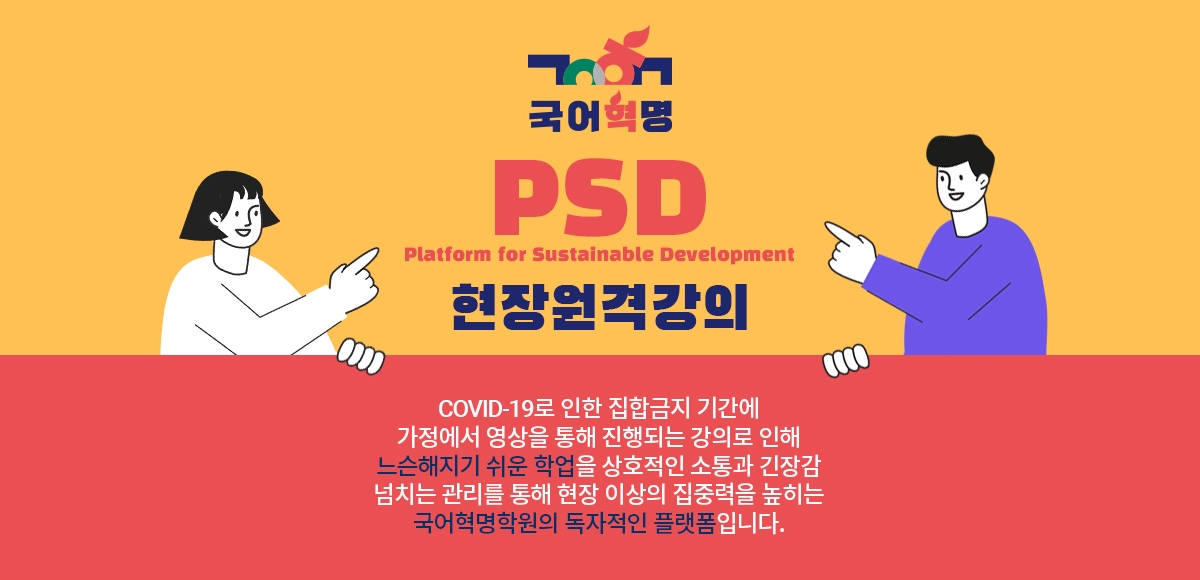 국어혁명
PSD
Platform for Sustainable Development
현장원격강의
COVID-19로 인한 집합금지 기간에
가정에서 영상을 통해 진행되는 강의로 인해
느슨해지기 쉬운 학업을 상호적인 소통과 긴장감
넘치는 관리를 통해 현장 이상의 집중력을 높히는
국어혁명학원의 독자적인 플랫폼입니다.